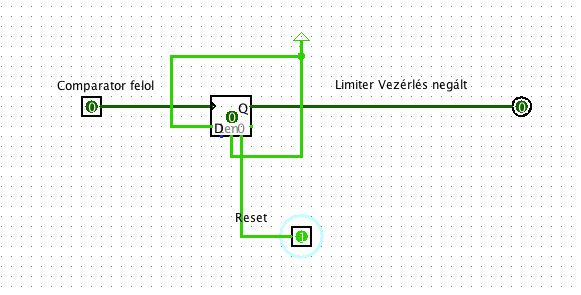 Comparator felol
Limiter Vezérlés negált
0
Q
0
0
D en 0
Reset
1